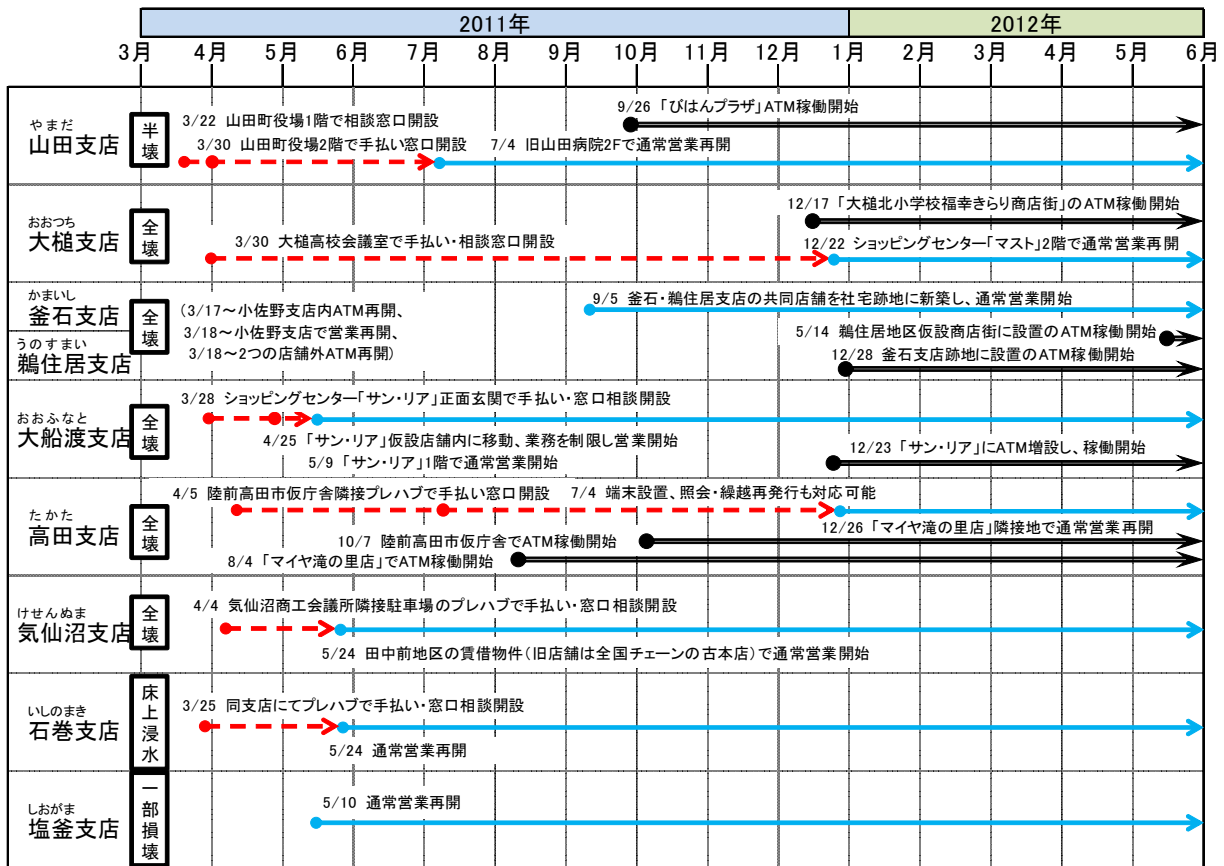 2011年 2012年
3月 4月 5月 6月 7月 8月 9月 10月 11月 12月 1月 2月 3月 4月 5月 6月
やまだ
山田支店
半壊
9/26 「びはんプラザ」ATM稼働開始
3/22 山田町役場1階で相談窓口開設
3/30 山田町役場2階で手払い窓口開設
7/4 旧山田病院2Fで通常営業再開
おおつち
大槌支店
全壊
12/17 「大槌北小学校福幸きらり商店街」のATM稼働開始
3/30 大槌高校会議室で手払い・相談窓口開設
12/22 ショッピングセンター「マスト」2階で通常営業再開
かまいし
釜石支店
うのすまい
鵜住居支店
全壊
(3/17～小佐野支店内ATM再開、
3/18～小佐野支店で営業再開、
3/18～2つの店舗外ATM再開)
9/5 釜石・鵜住居支店の共同店舗を社宅跡地に新築し、通常営業開始
5/14 鵜住居地区仮設商店街に設置のATM稼働開始
12/28 釜石支店跡地に設置のATM稼働開始
おおふなと
大船渡支店
全壊
3/28 ショッピングセンター「サン・リア」正面玄関で手払い・窓口相談開設
4/25 「サン・リア」仮設店舗内に移動、業務を制限し営業開始
5/9 「サン・リア」1階で通常営業開始
12/23 「サン・リア」にATM増設し、稼働開始
たかた
高田支店
全壊
4/5 陸前高田市仮庁舎隣接プレハブで手払い窓口開設
7/4 端末設置、照会・繰越再発行も対応可能
12/26 「マイヤ滝の里店」隣接地で通常営業再開
10/7 陸前高田市仮庁舎でATM稼働開始
8/4 「マイヤ滝の里店」でATM稼働開始
けせんぬま
気仙沼支店
全壊
4/4 気仙沼商工会議所隣接駐車場のプレハブで手払い・窓口相談開設
5/24 田中前地区の賃借物件(旧店舗は全国チェーンの古本店)で通常営業開始
いしのまき
石巻支店
床上浸水
3/25 同支店にてプレハブで手払い・窓口相談開設
5/24 通常営業再開
しおがま
塩釜支店
一部損壊
5/10 通常営業再開